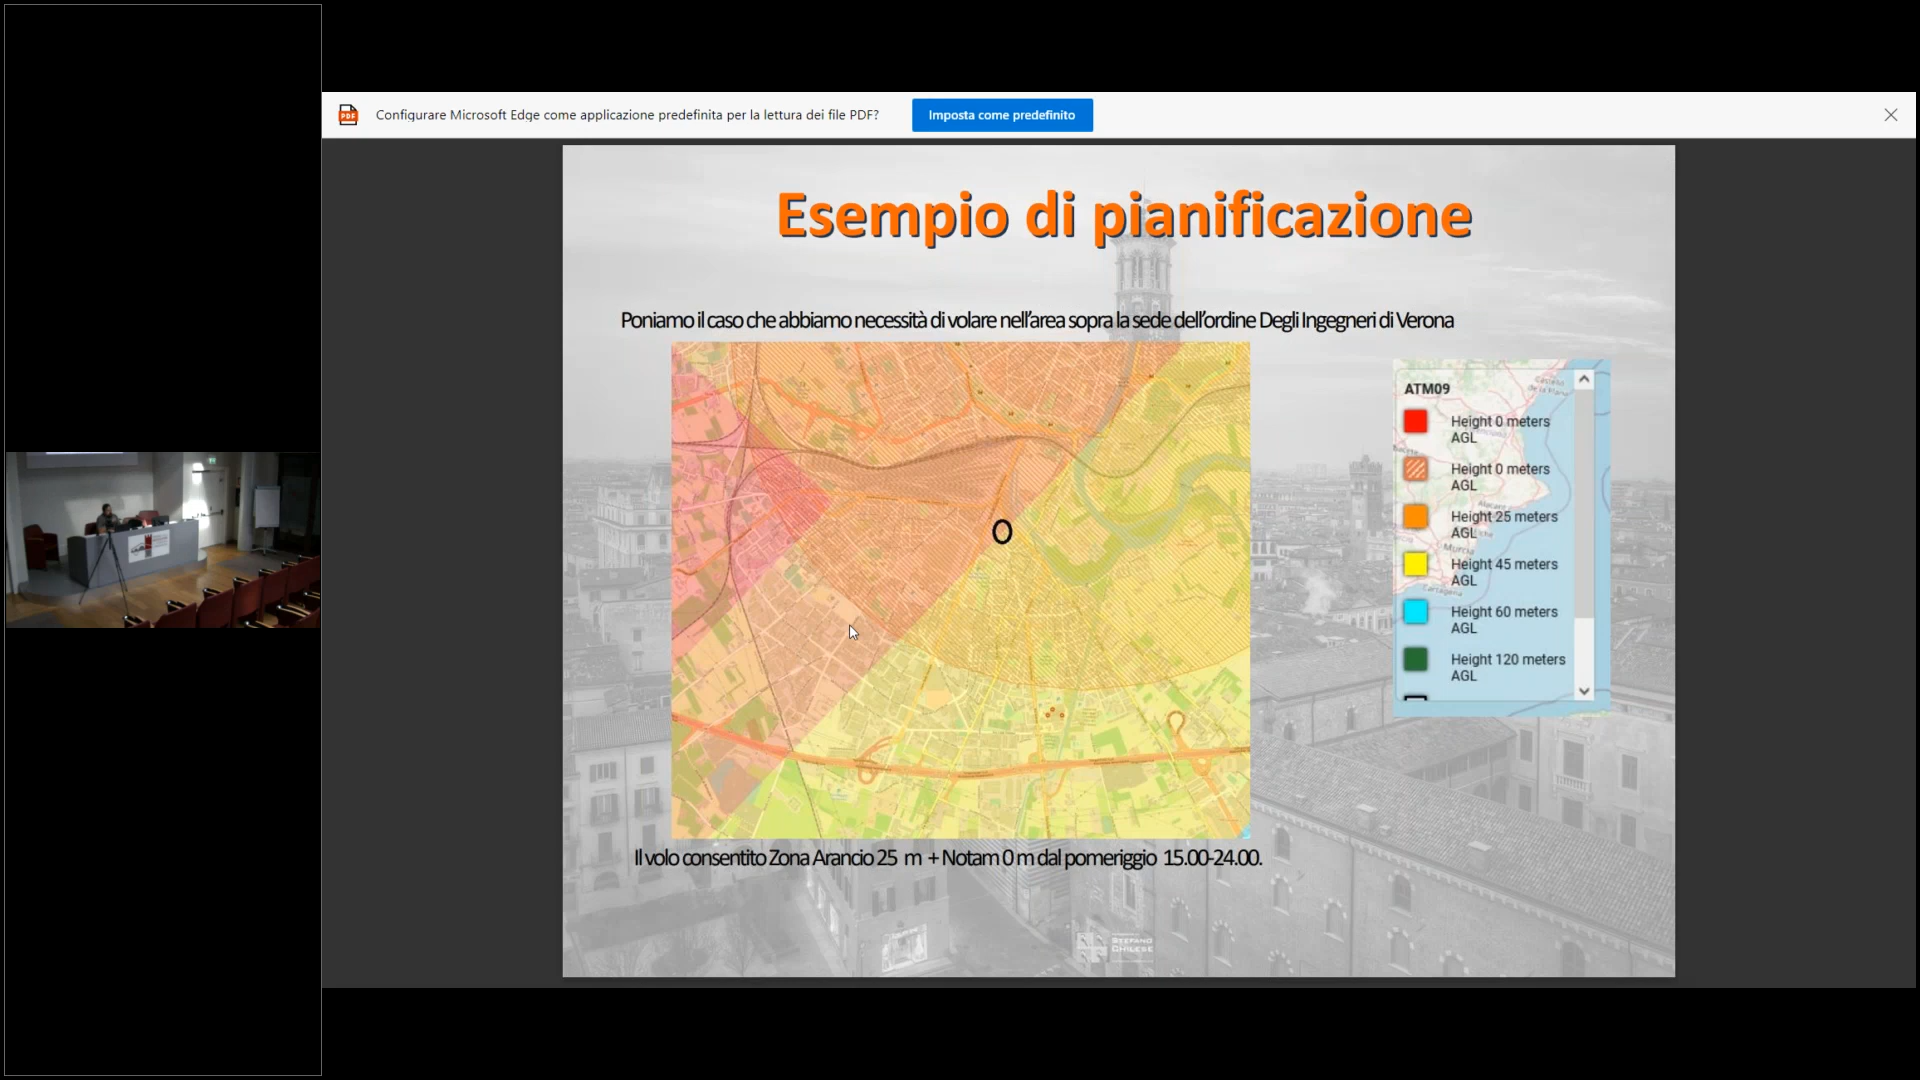 Configurare Microsoft Edge come applicazione predefinita per la lettura dei file PDF?
Imposta come predefinito
Esempio di pianificazione
Poniamo il caso che abbiamo necessità di volare nell'area sopra la sede dell'ordine Degli Ingegneri di Verona
ATM09
Height 0 meters
AGL
Height 0 meters
AGL
Height 25 meters
AGL
Height 45 meters
AGL
Height 60 meters
AGL
Height 120 meters
AGL
Murcia
Cartagena
Il volo consentito Zona Arancio 25 m + Notam 0 m dal pomeriggio 15.00-24.00.
STEFANO
CHILESE